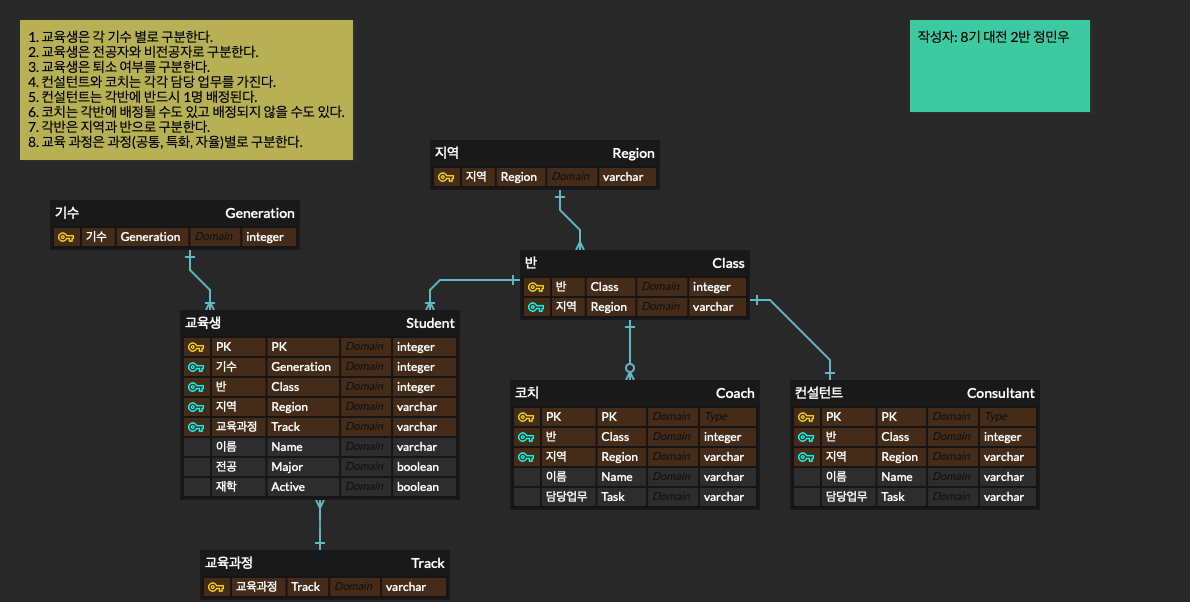 1. 교육생은 각 기수 별로 구분한다.
2. 교육생은 전공자와 비전공자로 구분한다.
3. 교육생은 퇴소 여부를 구분한다.
4. 컨설턴트와 코치는 각각 담당 업무를 가진다.
5. 컨설턴트는 각반에 반드시 1명 배정된다.
6. 코치는 각반에 배정될 수도 있고 배정되지 않을 수도 있다.
7. 각반은 지역과 반으로 구분한다.
8. 교육 과정은 과정(공통, 특화, 자율)별로 구분한다.
작성자: 8기 대전 2반 정민우
지역 Region
지역 Region Domain varchar
기수 Generation
기수 Generation Domain integer
반 Class
반 Class Domain integer
지역 Region Domain varchar
교육생 Student
PK PK Domain integer
기수 Generation Domain integer
반 Class Domain integer
지역 Region Domain varchar
교육과정 Track Domain varchar
이름 Name Domain varchar
전공 Major Domain boolean
재학 Active Domain boolean
코치 Coach
PK PK Domain Type
반 Class Domain integer
지역 Region Domain varchar
이름 Name Domain varchar
담당업무 Task Domain varchar
컨설턴트 Consultant
PK PK Domain Type
반 Class Domain integer
지역 Region Domain varchar
이름 Name Domain varchar
담당업무 Task Domain varchar
교육과정 Track
교육과정 Track Domain varchar